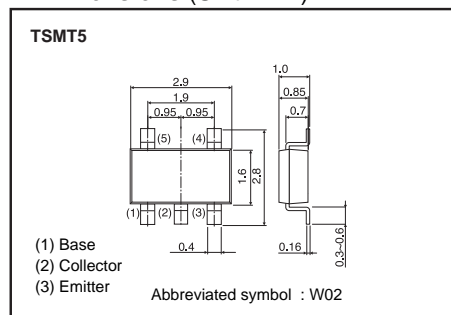 TSMT5
2.9
1.9
0.95 0.95
(5) (4)
(1) (2) (3)
0.4
1.6
2.8
1.0
0.85
0.7
0.16
0.3~0.6
(1) Base
(2) Collector
(3) Emitter
Abbreviated symbol : W02